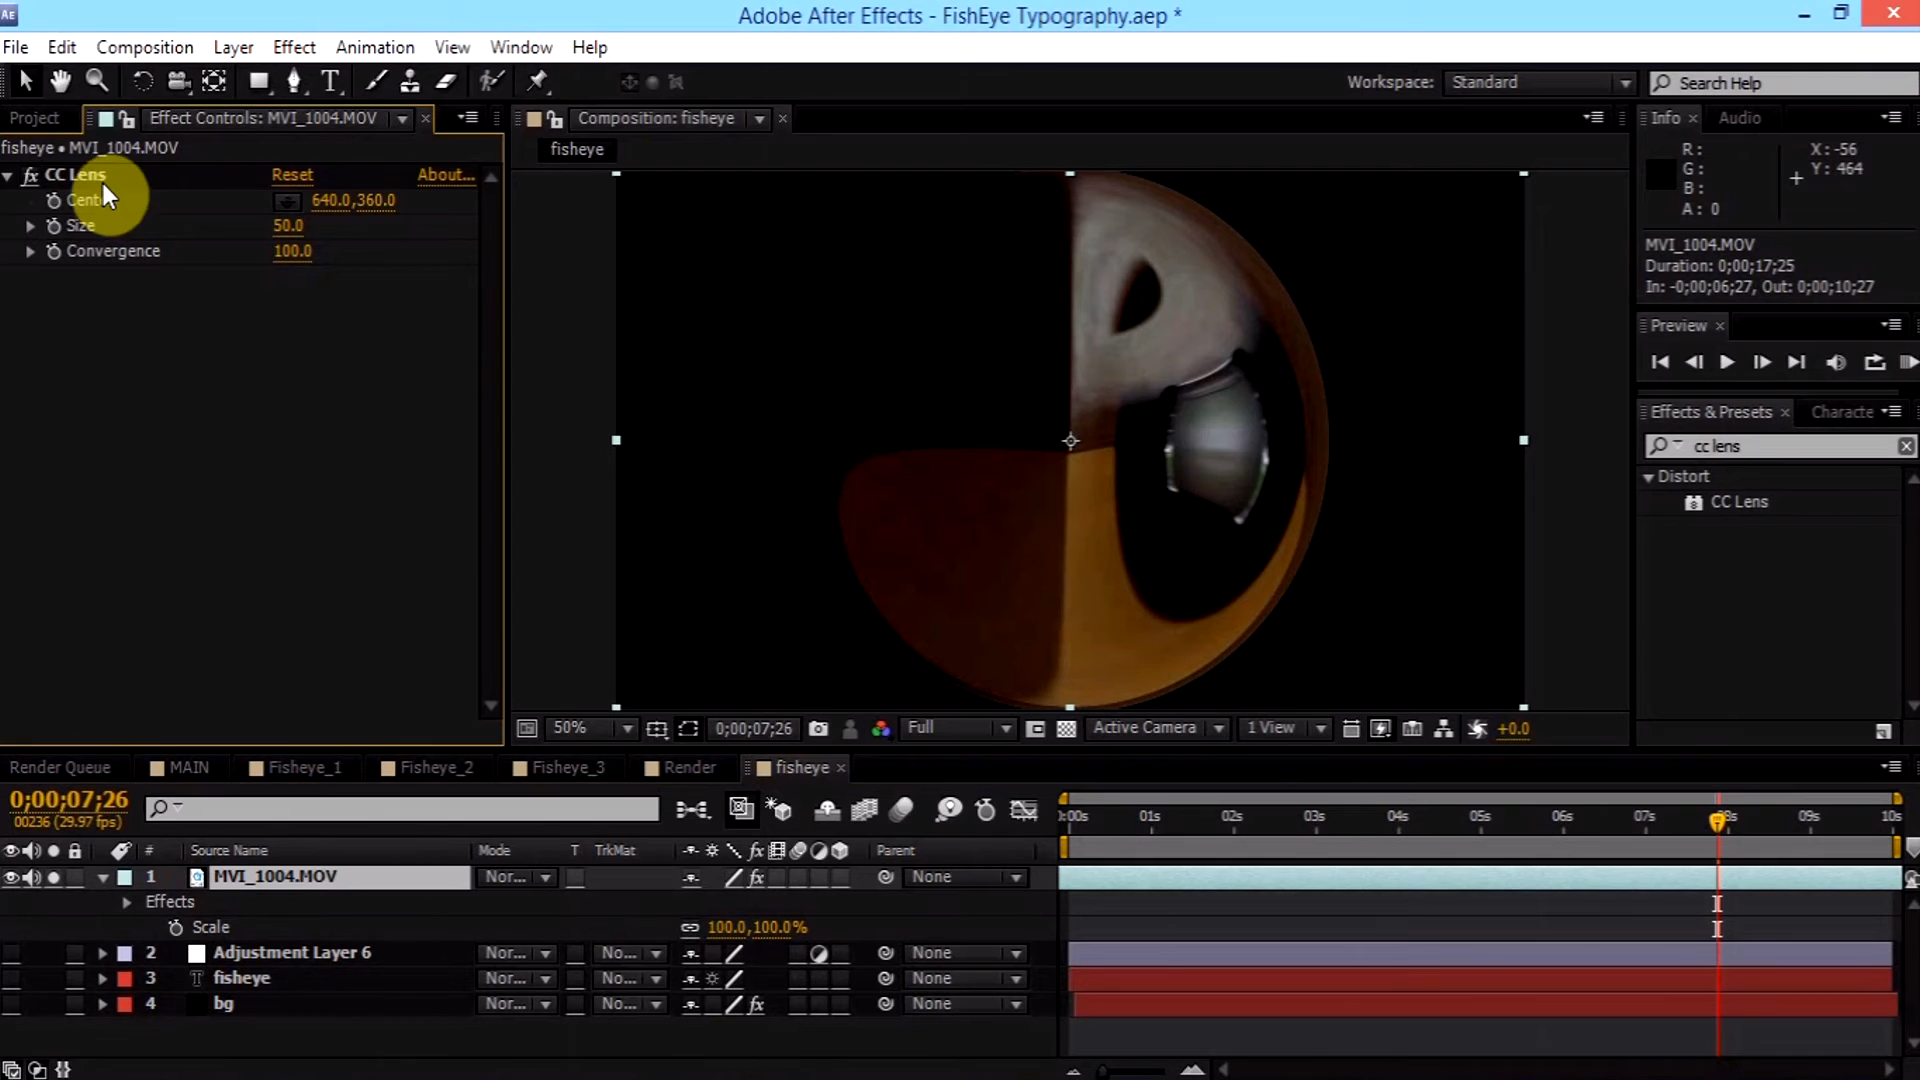 Ae Adobe After Effects - FishEye Typography.aep *
File Edit Composition Layer Effect Animation View Window Help
Workspace: Standard Search Help
Project Effect Controls: MVI_1004.MOV Composition: fisheye Info Audio
fisheye • MVI_1004.MOV fisheye
R: X: -56
G: Y: 464
B:
A: 0
fx CC Lens Reset About...
640.0,360.0
Size 50.0
Convergence 100.0
MVI_1004.MOV
Duration: 0;00;17;25
In: -0;00;06;27, Out: 0;00;10;27
Preview
Effects & Presets Characte
cc lens
Distort
CC Lens
50% 0;00;07;26 Full Active Camera 1 View +0.0
Render Queue MAIN Fisheye_1 Fisheye_2 Fisheye_3 Render fisheye
0;00;07;26
00236 (29.97 fps)
:00s 01s 02s 03s 04s 05s 06s 07s 8s 09s 10s
# Source Name Mode T TrkMat fx Parent
1 MVI_1004.MOV Nor... fx None
Effects
Scale 100.0,100.0%
2 Adjustment Layer 6 Nor... No... None
3 T fisheye Nor... No... None
4 bg Nor... No... fx None